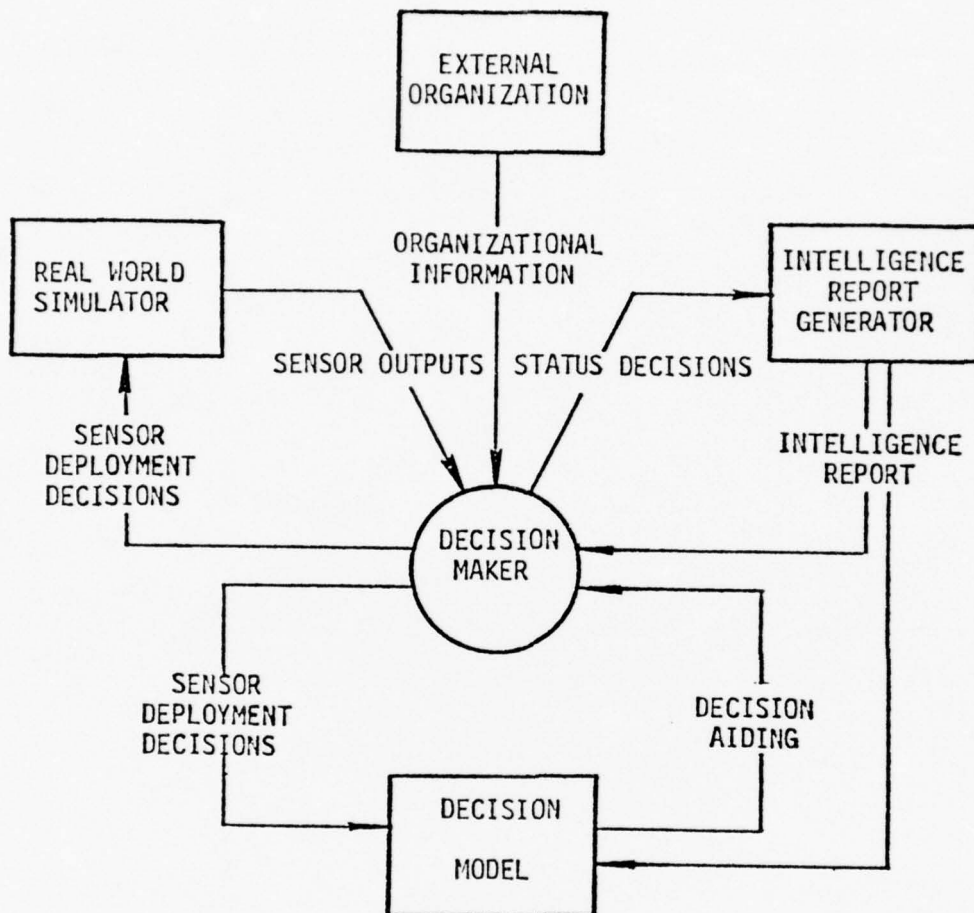 EXTERNAL
ORGANIZATION
ORGANIZATIONAL
INFORMATION
REAL WORLD
SIMULATOR
INTELLIGENCE
REPORT
GENERATOR
SENSOR OUTPUTS
STATUS DECISIONS
SENSOR
DEPLOYMENT
DECISIONS
INTELLIGENCE
REPORT
DECISION
MAKER
SENSOR
DEPLOYMENT
DECISIONS
DECISION
AIDING
DECISION
MODEL